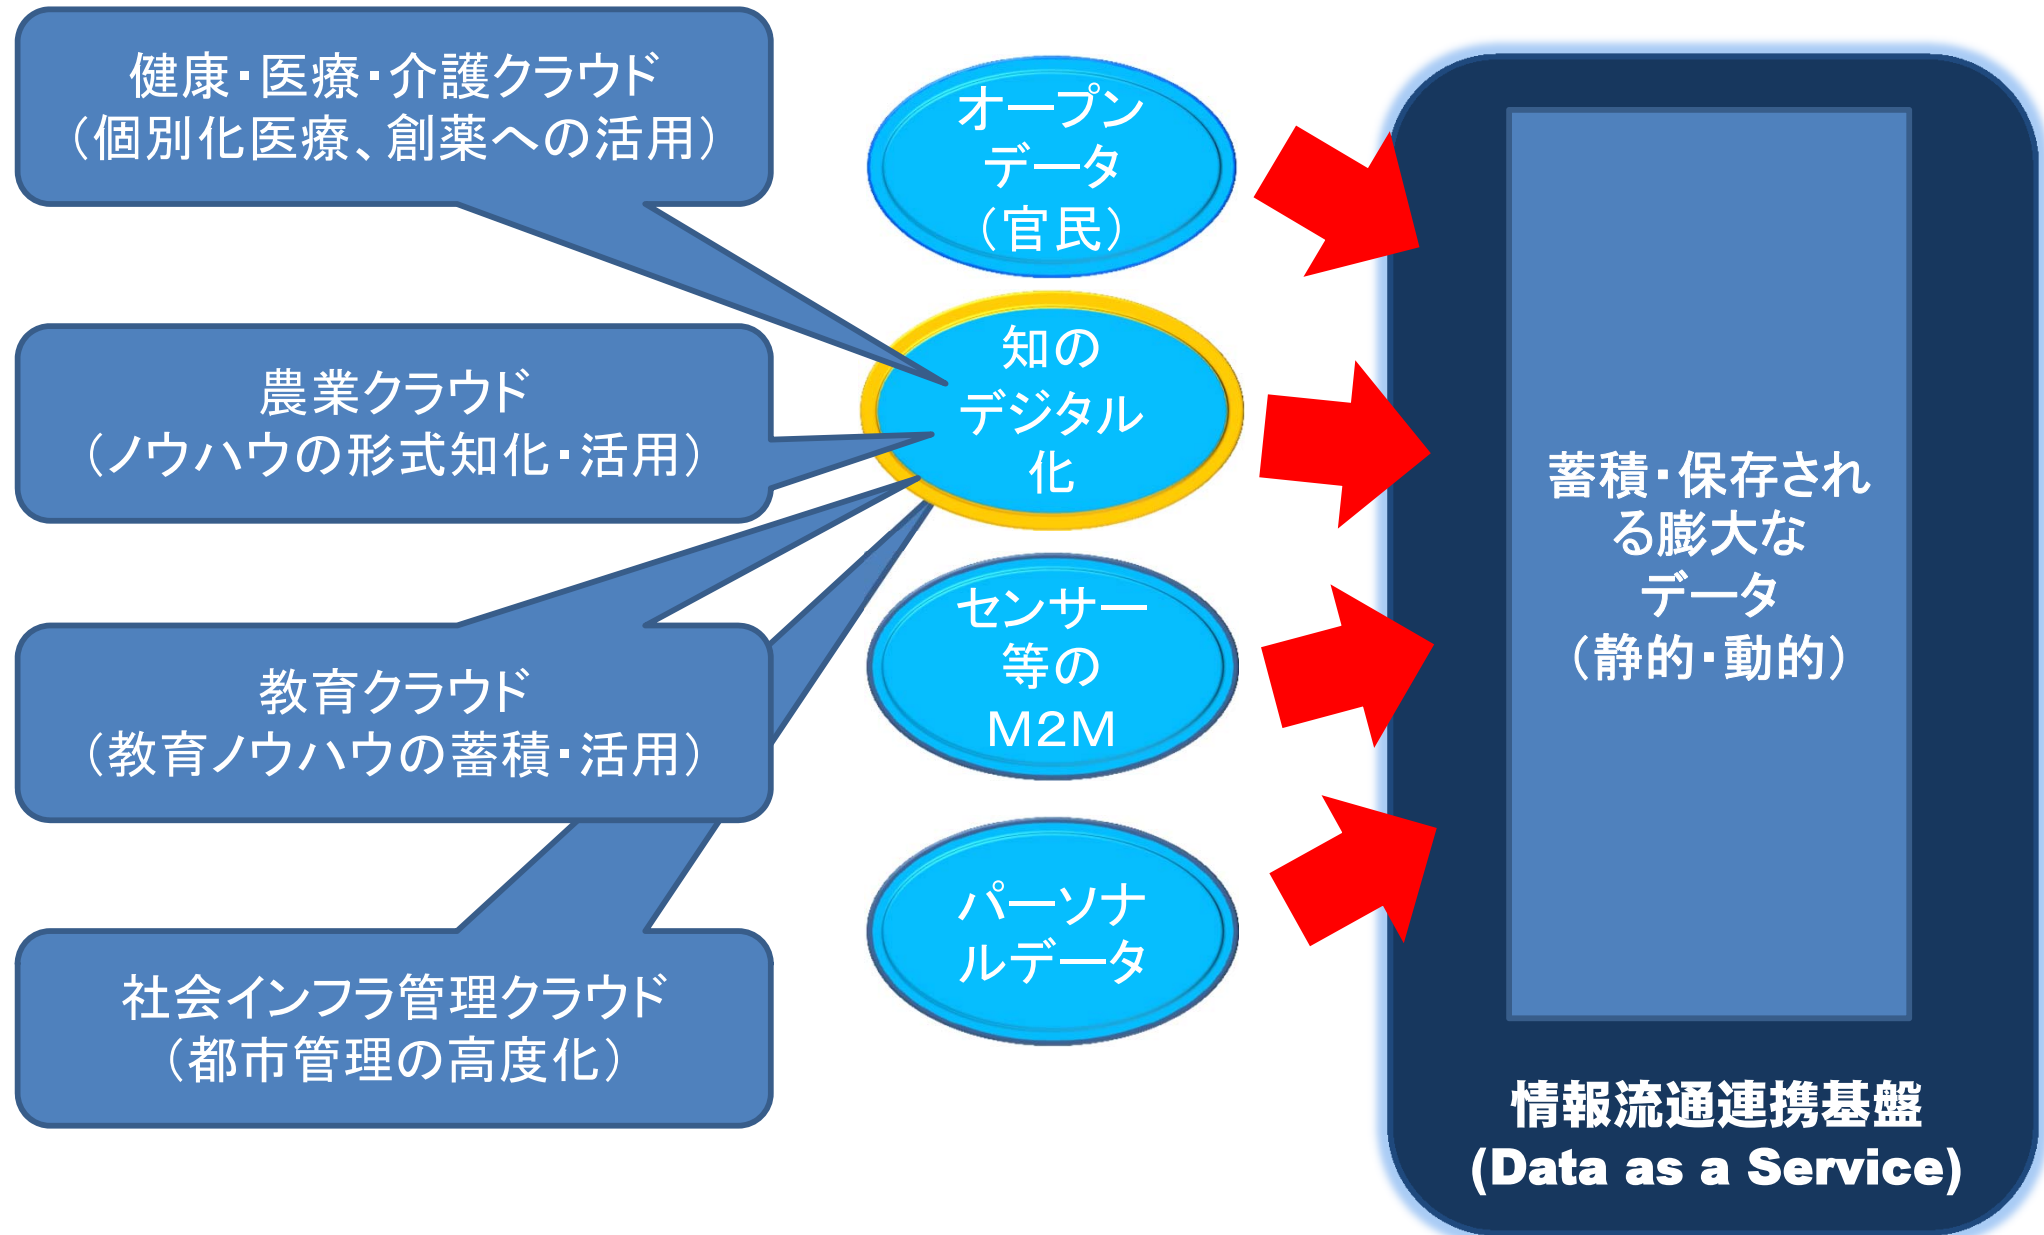 健康・医療・介護クラウド
（個別化医療、創薬への活用）
農業クラウド
（ノウハウの形式知化・活用）
教育クラウド
（教育ノウハウの蓄積・活用）
社会インフラ管理クラウド
（都市管理の高度化）
オープン
データ
（官民）
知の
デジタル
化
センサー
等の
Ｍ２Ｍ
パーソナ
ルデータ
蓄積・保存され
る膨大な
データ
（静的・動的）
情報流通連携基盤
(Data as a Service)